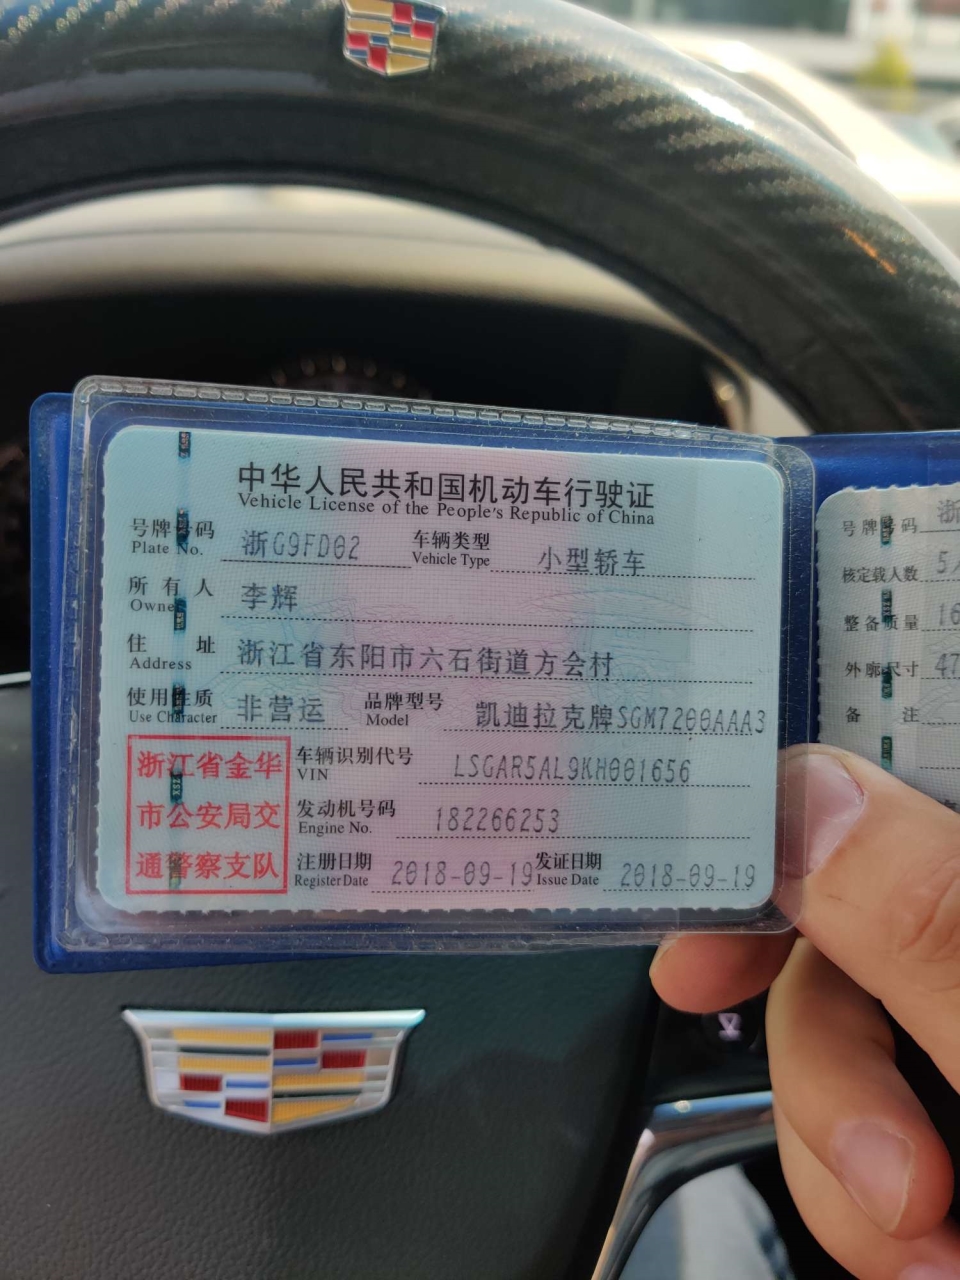 中华人民共和国机动车行驶证
Vehicle License of the People's Republic of China
号牌号码 浙G9FD02 车辆类型 小型轿车
Plate No. Vehicle Type
所有人 李辉
Owner
住址 浙江省东阳市六石街道方会村
Address
使用性质 非营运 品牌型号 凯迪拉克牌SGM7200AAA3
Use Character Model
浙江省金华
市公安局交
通警察支队
车辆识别代号 LSGAR5AL9KH001656
VIN
发动机号码 182266253
Engine No.
注册日期 2018-09-19 发证日期 2018-09-19
Register Date Issue Date
号牌号码 浙
核定载人数 5
整备质量 16
外廓尺寸 47
备注